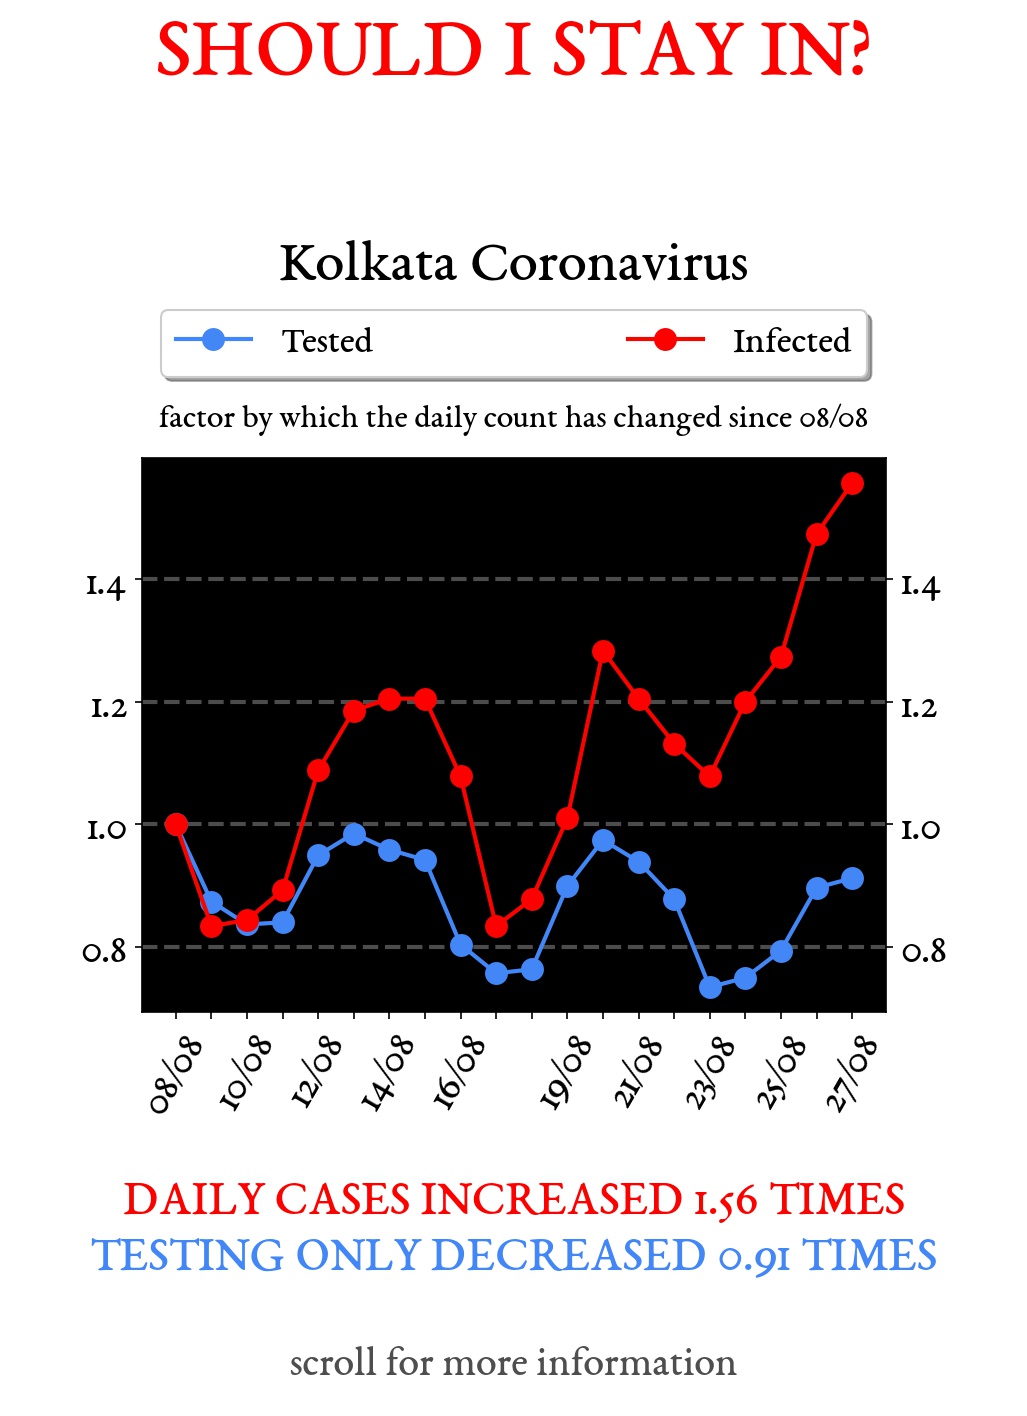 SHOULD I STAY IN?
Kolkata Coronavirus
Tested Infected
factor by which the daily count has changed since 08/08
1.4 1.4
1.2 1.2
1.0 1.0
0.8 0.8
08/08 10/08 12/08 14/08 16/08 19/08 21/08 23/08 25/08 27/08
DAILY CASES INCREASED 1.56 TIMES
TESTING ONLY DECREASED 0.91 TIMES
scroll for more information